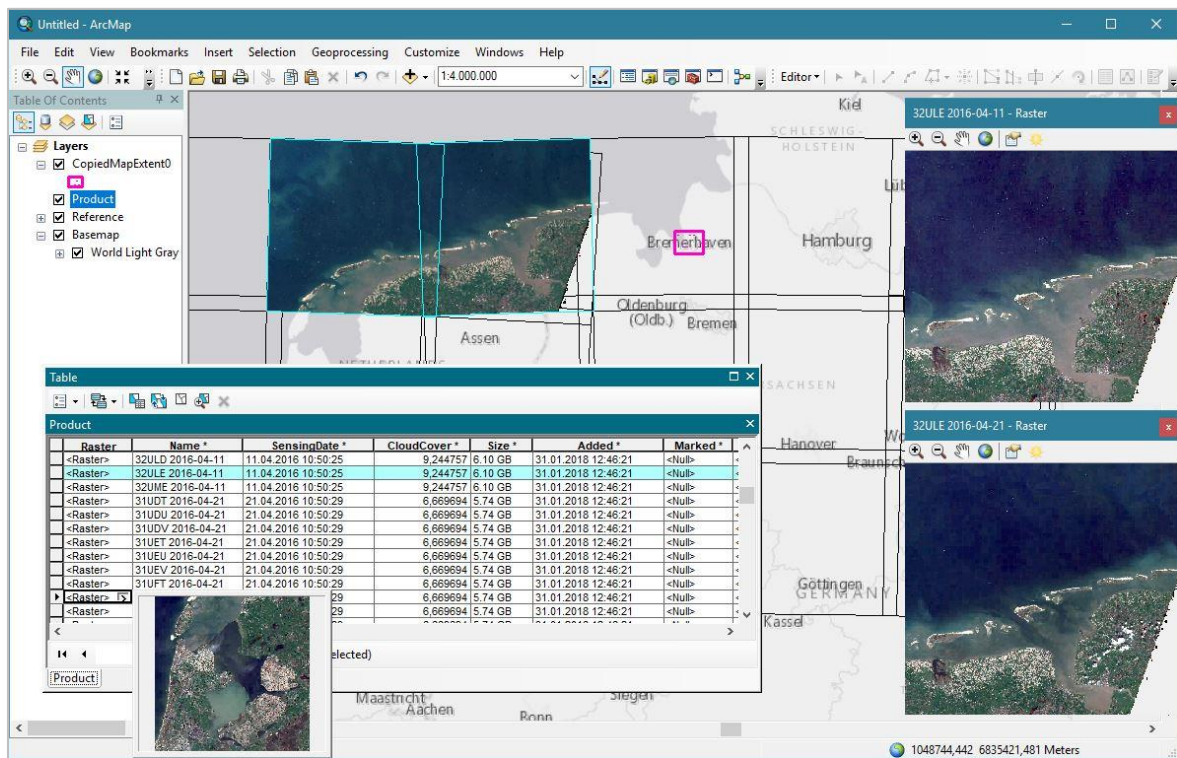 Untitled - ArcMap
File Edit View Bookmarks Insert Selection Geoprocessing Customize Windows Help
1:4.000.000
Editor
Table Of Contents
Layers
CopiedMapExtent0
Product
Reference
Basemap
World Light Gray
Kiel
SCHLESWIG-
HOLSTEIN
Bremerhaven
Hamburg
Oldenburg
(Oldb.)
Bremen
Assen
Hanover
Göttingen
GERMANY
Kassel
Maastricht
Aachen
Siegen
Bonn
32ULE 2016-04-11 - Raster
32ULE 2016-04-21 - Raster
Table
Product
Raster Name * SensingDate * CloudCover * Size * Added * Marked *
<Raster> 32ULD 2016-04-11 11.04.2016 10:50:25 9,244757 6.10 GB 31.01.2018 12:46:21 <Null>
<Raster> 32ULE 2016-04-11 11.04.2016 10:50:25 9,244757 6.10 GB 31.01.2018 12:46:21 <Null>
<Raster> 32UME 2016-04-11 11.04.2016 10:50:25 9,244757 6.10 GB 31.01.2018 12:46:21 <Null>
<Raster> 31UDT 2016-04-21 21.04.2016 10:50:29 6,669694 5.74 GB 31.01.2018 12:46:21 <Null>
<Raster> 31UDU 2016-04-21 21.04.2016 10:50:29 6,669694 5.74 GB 31.01.2018 12:46:21 <Null>
<Raster> 31UDV 2016-04-21 21.04.2016 10:50:29 6,669694 5.74 GB 31.01.2018 12:46:21 <Null>
<Raster> 31UET 2016-04-21 21.04.2016 10:50:29 6,669694 5.74 GB 31.01.2018 12:46:21 <Null>
<Raster> 31UEU 2016-04-21 21.04.2016 10:50:29 6,669694 5.74 GB 31.01.2018 12:46:21 <Null>
<Raster> 31UEV 2016-04-21 21.04.2016 10:50:29 6,669694 5.74 GB 31.01.2018 12:46:21 <Null>
<Raster> 31UFT 2016-04-21 21.04.2016 10:50:29 6,669694 5.74 GB 31.01.2018 12:46:21 <Null>
<Raster> 21.04.2016 10:50:29 6,669694 5.74 GB 31.01.2018 12:46:21 <Null>
<Raster> 21.04.2016 10:50:29 6,669694 5.74 GB 31.01.2018 12:46:21 <Null>
elected)
Product
1048744,442 6835421,481 Meters